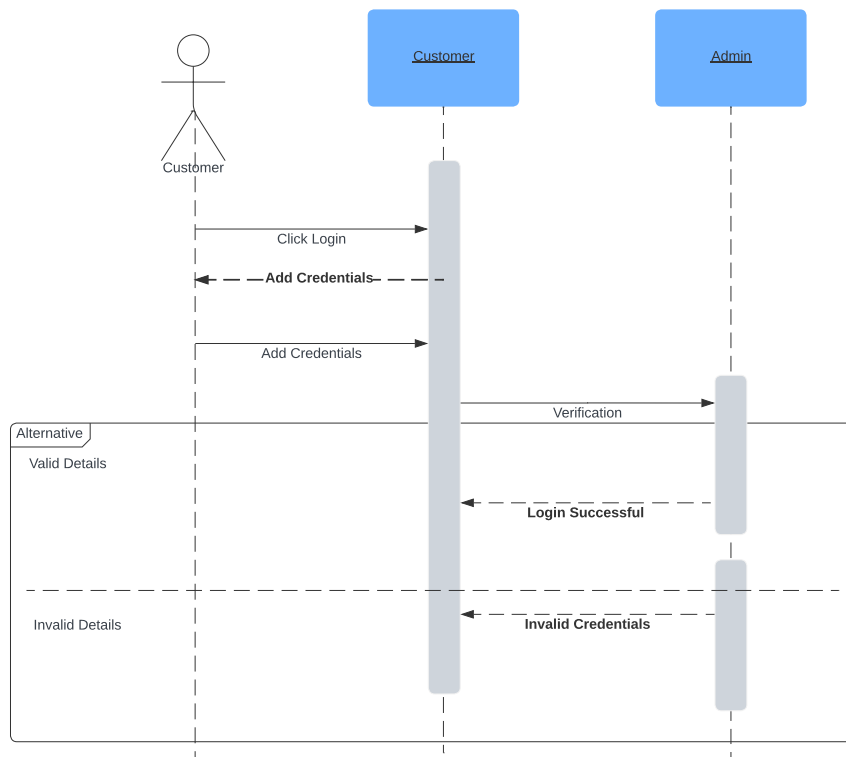 Customer
Admin
Customer
Click Login
Add Credentials
Add Credentials
Verification
Alternative
Valid Details
Login Successful
Invalid Details
Invalid Credentials